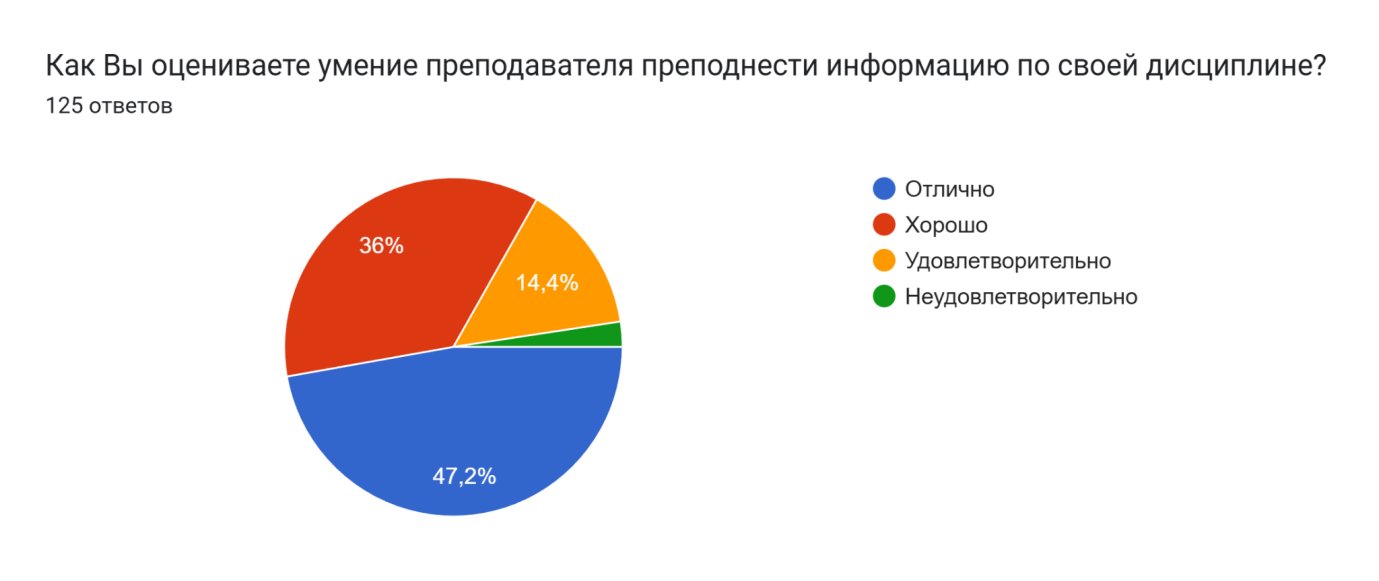 Как Вы оцениваете умение преподавателя преподнести информацию по своей дисциплине?
125 ответов
Отлично
Хорошо
Удовлетворительно
Неудовлетворительно
36%
14,4%
47,2%